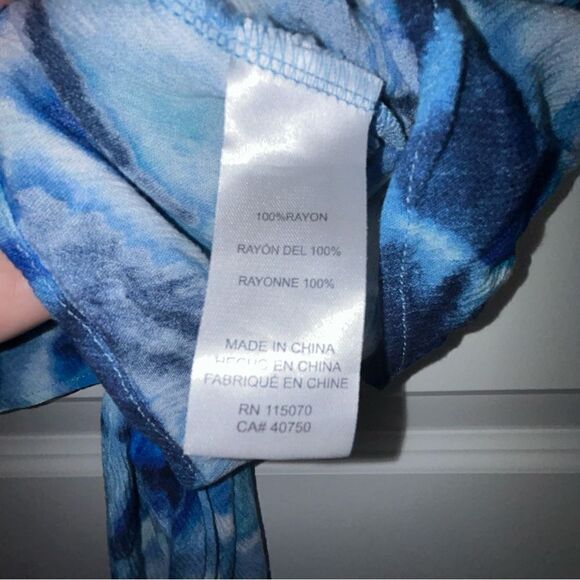 100%RAYON
RAYÓN DEL 100%
RAYONNE 100%
MADE IN CHINA
HECHO EN CHINA
FABRIQUÉ EN CHINE
RN 115070
CA# 40750